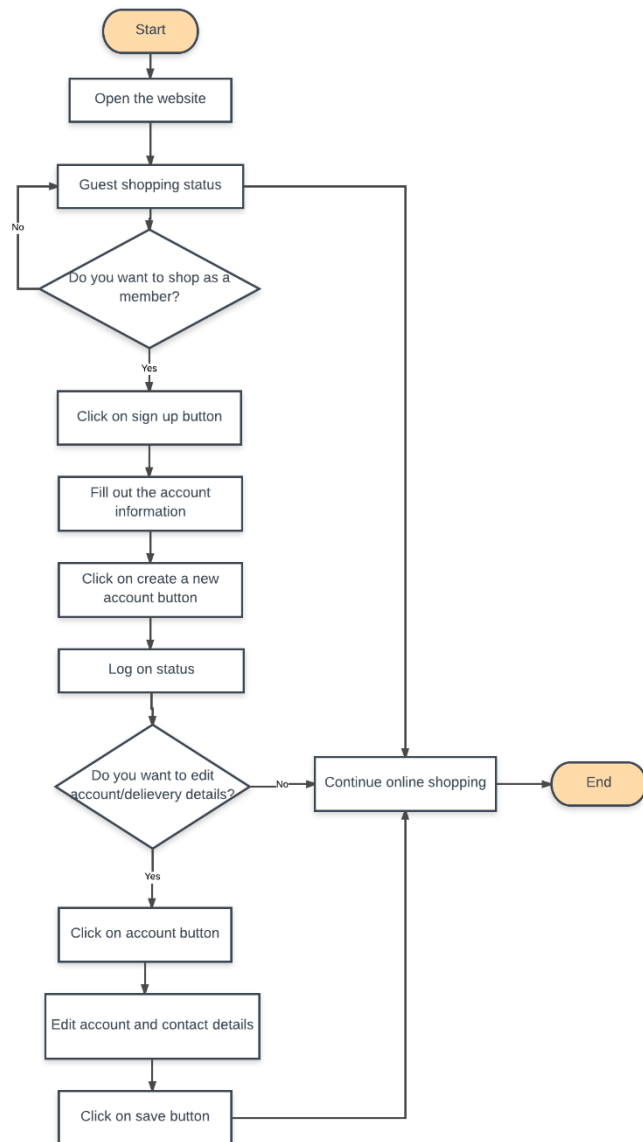 Start
Open the website
Guest shopping status
No
Do you want to shop as a
member?
Yes
Click on sign up button
Fill out the account
information
Click on create a new
account button
Log on status
Do you want to edit
account/delievery details?
No
Continue online shopping
End
Yes
Click on account button
Edit account and contact details
Click on save button